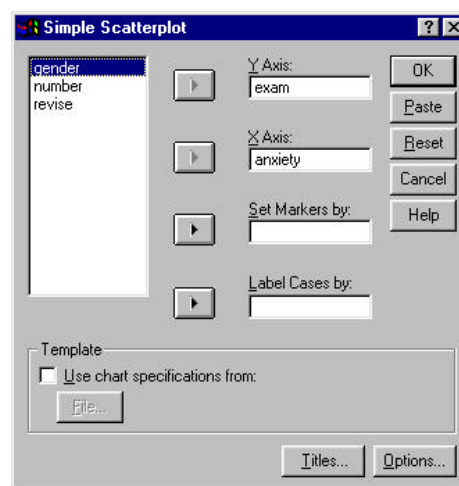 Simple Scatterplot
gender
number
revise
Y Axis:
exam
X Axis:
anxiety
Set Markers by:
Label Cases by:
OK
Paste
Reset
Cancel
Help
Template
Use chart specifications from:
File...
Titles...
Options...